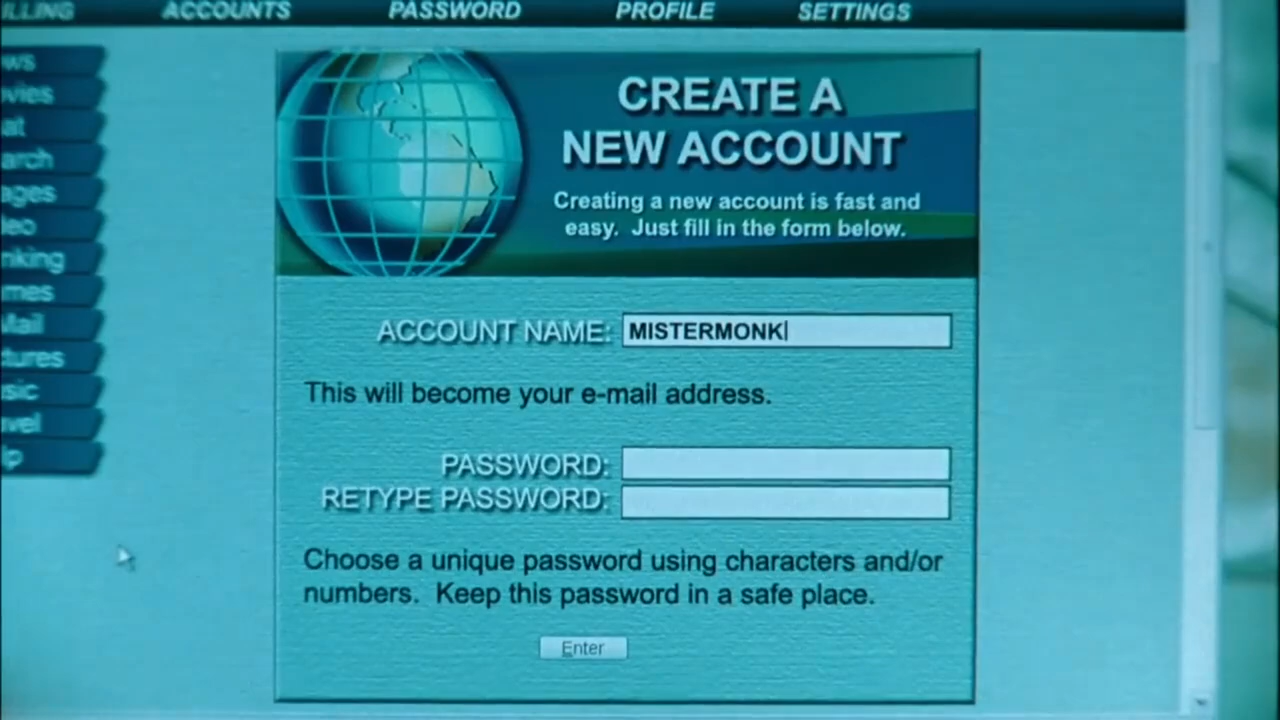 ACCOUNTS PASSWORD PROFILE SETTINGS
CREATE A
NEW ACCOUNT
Creating a new account is fast and
easy. Just fill in the form below.
ACCOUNT NAME: MISTERMONK
This will become your e-mail address.
PASSWORD:
RETYPE PASSWORD:
Choose a unique password using characters and/or
numbers. Keep this password in a safe place.
Enter